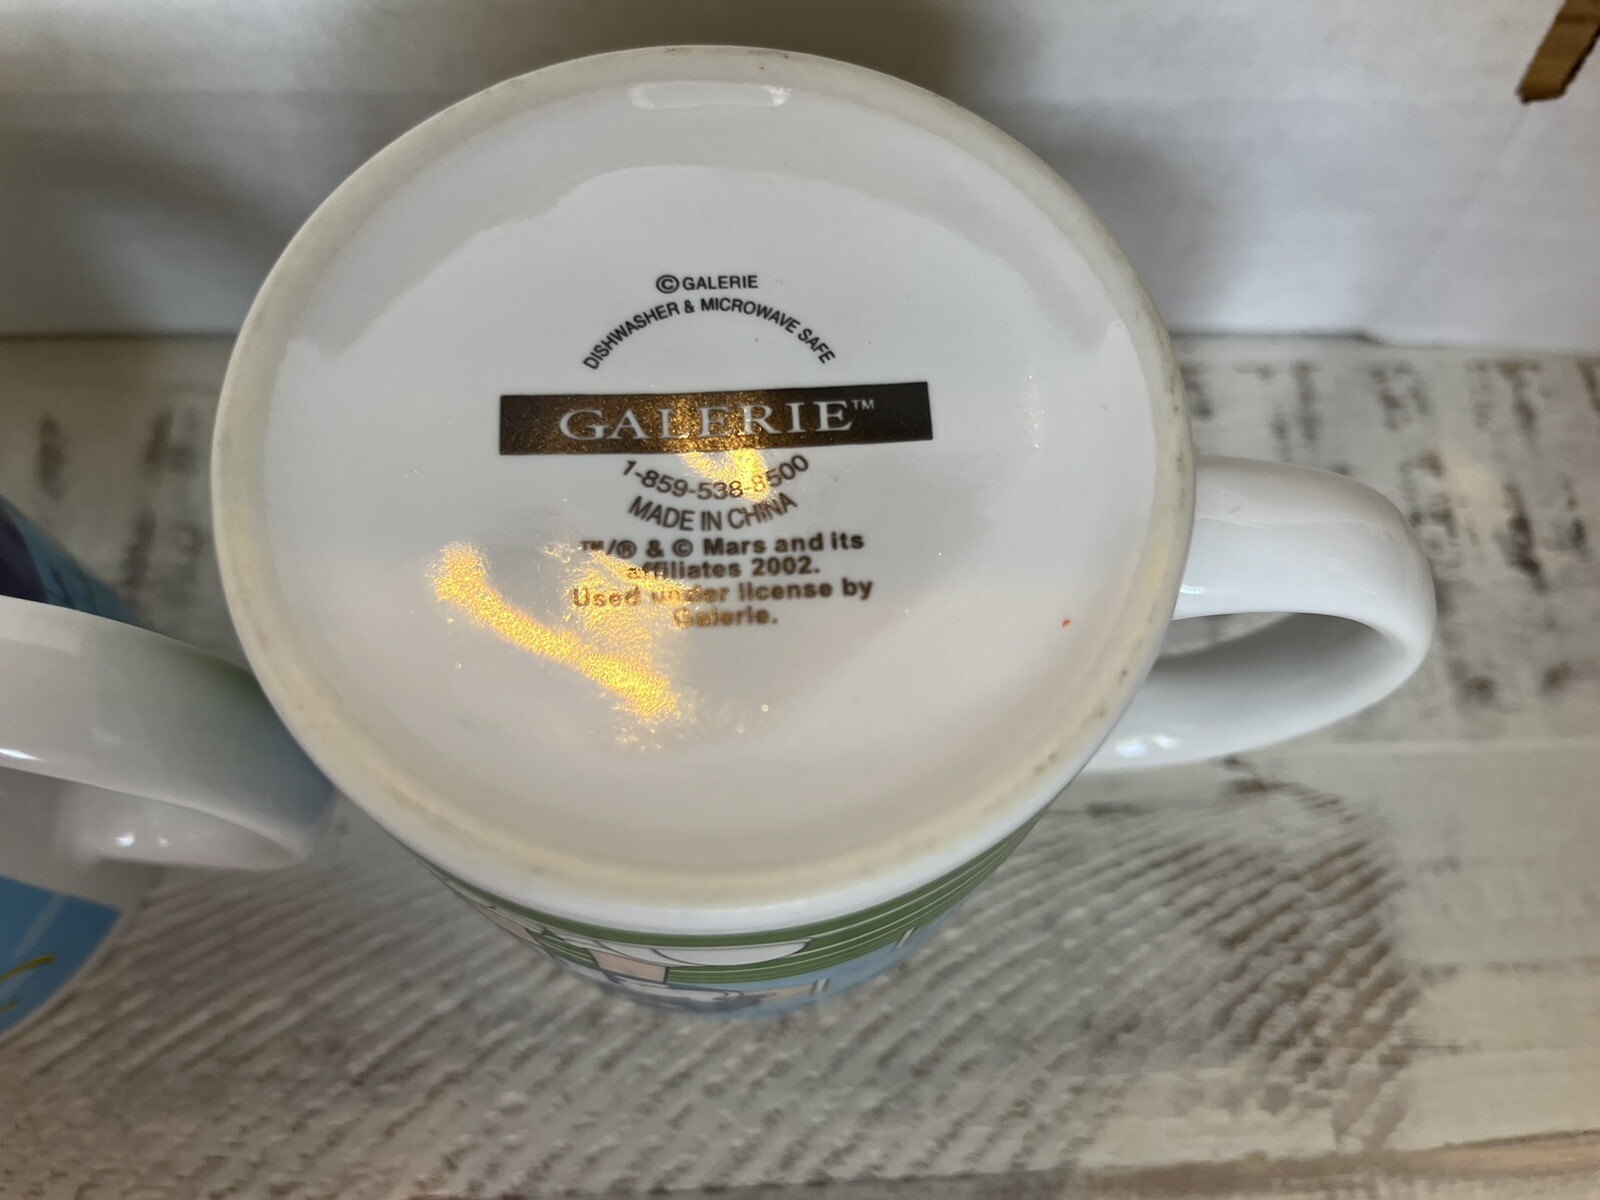 ©GALERIE
DISHWASHER & MICROWAVE SAFE
GALERIE™
1-859-538-8500
MADE IN CHINA
™/® & © Mars and its
affiliates 2002.
Used under license by
Galerie.